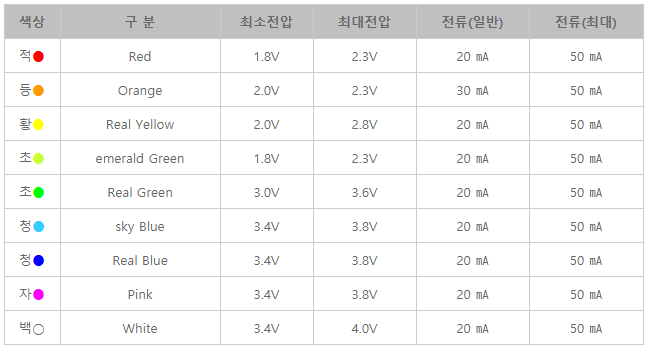 색상 구 분 최소전압 최대전압 전류(일반) 전류(최대)
적● Red 1.8V 2.3V 20 ㎃ 50 ㎃
등● Orange 2.0V 2.3V 30 ㎃ 50 ㎃
황● Real Yellow 2.0V 2.8V 20 ㎃ 50 ㎃
초● emerald Green 1.8V 2.3V 20 ㎃ 50 ㎃
초● Real Green 3.0V 3.6V 20 ㎃ 50 ㎃
청● sky Blue 3.4V 3.8V 20 ㎃ 50 ㎃
청● Real Blue 3.4V 3.8V 20 ㎃ 50 ㎃
자● Pink 3.4V 3.8V 20 ㎃ 50 ㎃
백○ White 3.4V 4.0V 20 ㎃ 50 ㎃